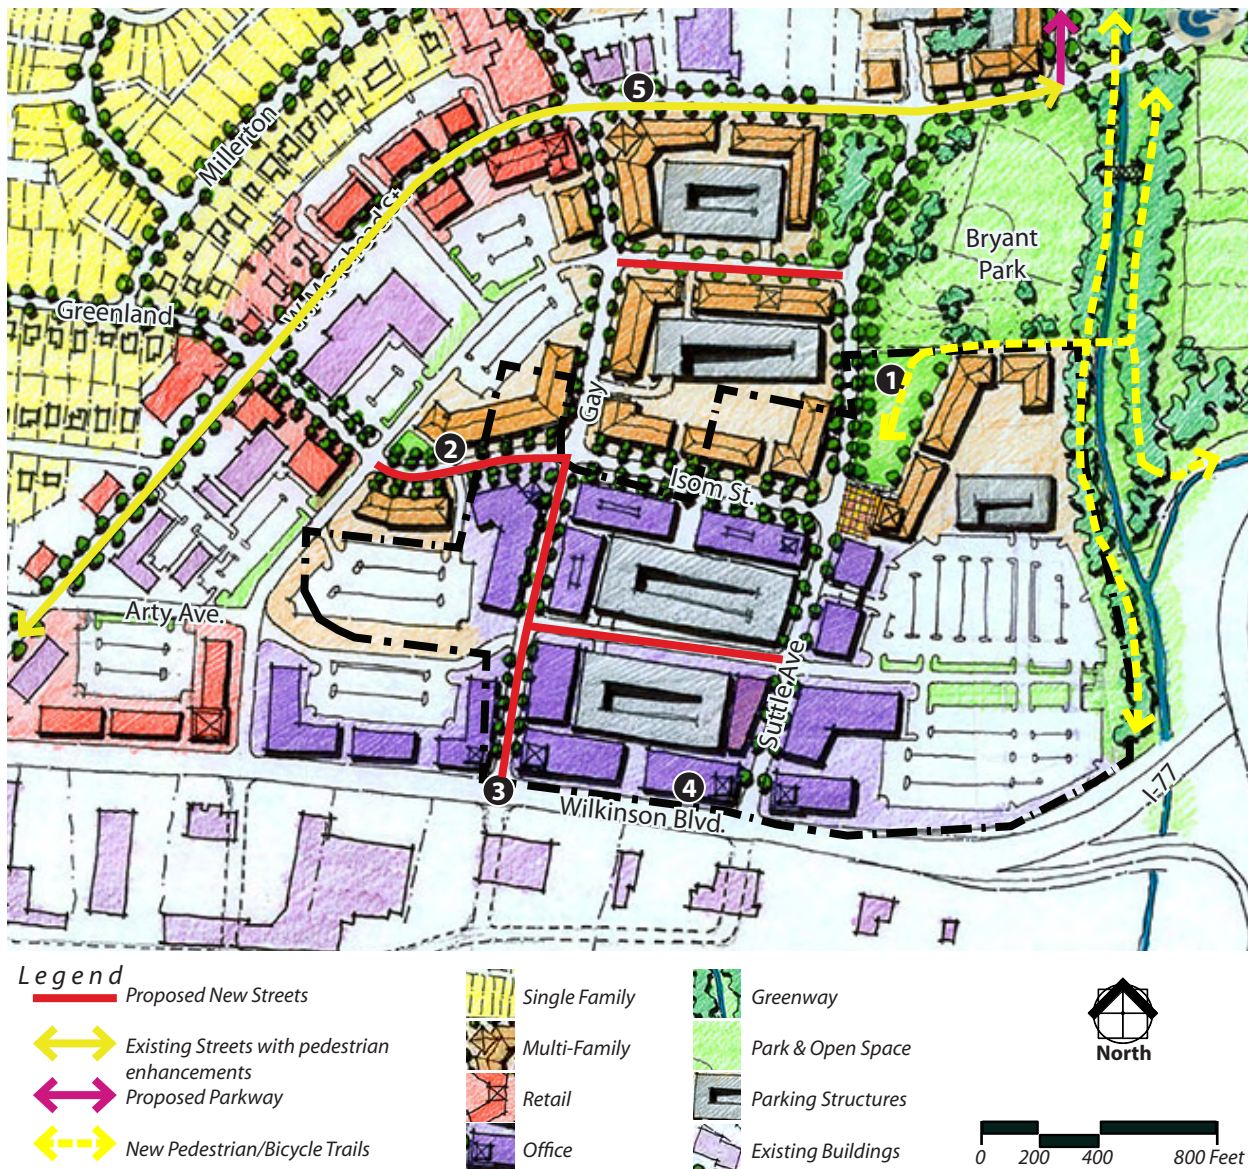 5
Millerton
W. Morehead St.
Bryant
Park
Greenland
1
Gay
2
Isom St.
Arty Ave.
Suttle Ave
3
4
Wilkinson Blvd.
I-77
Legend
Proposed New Streets
Existing Streets with pedestrian
enhancements
Proposed Parkway
New Pedestrian/Bicycle Trails
Single Family
Multi-Family
Retail
Office
Greenway
Park & Open Space
Parking Structures
Existing Buildings
North
0 200 400 800 Feet